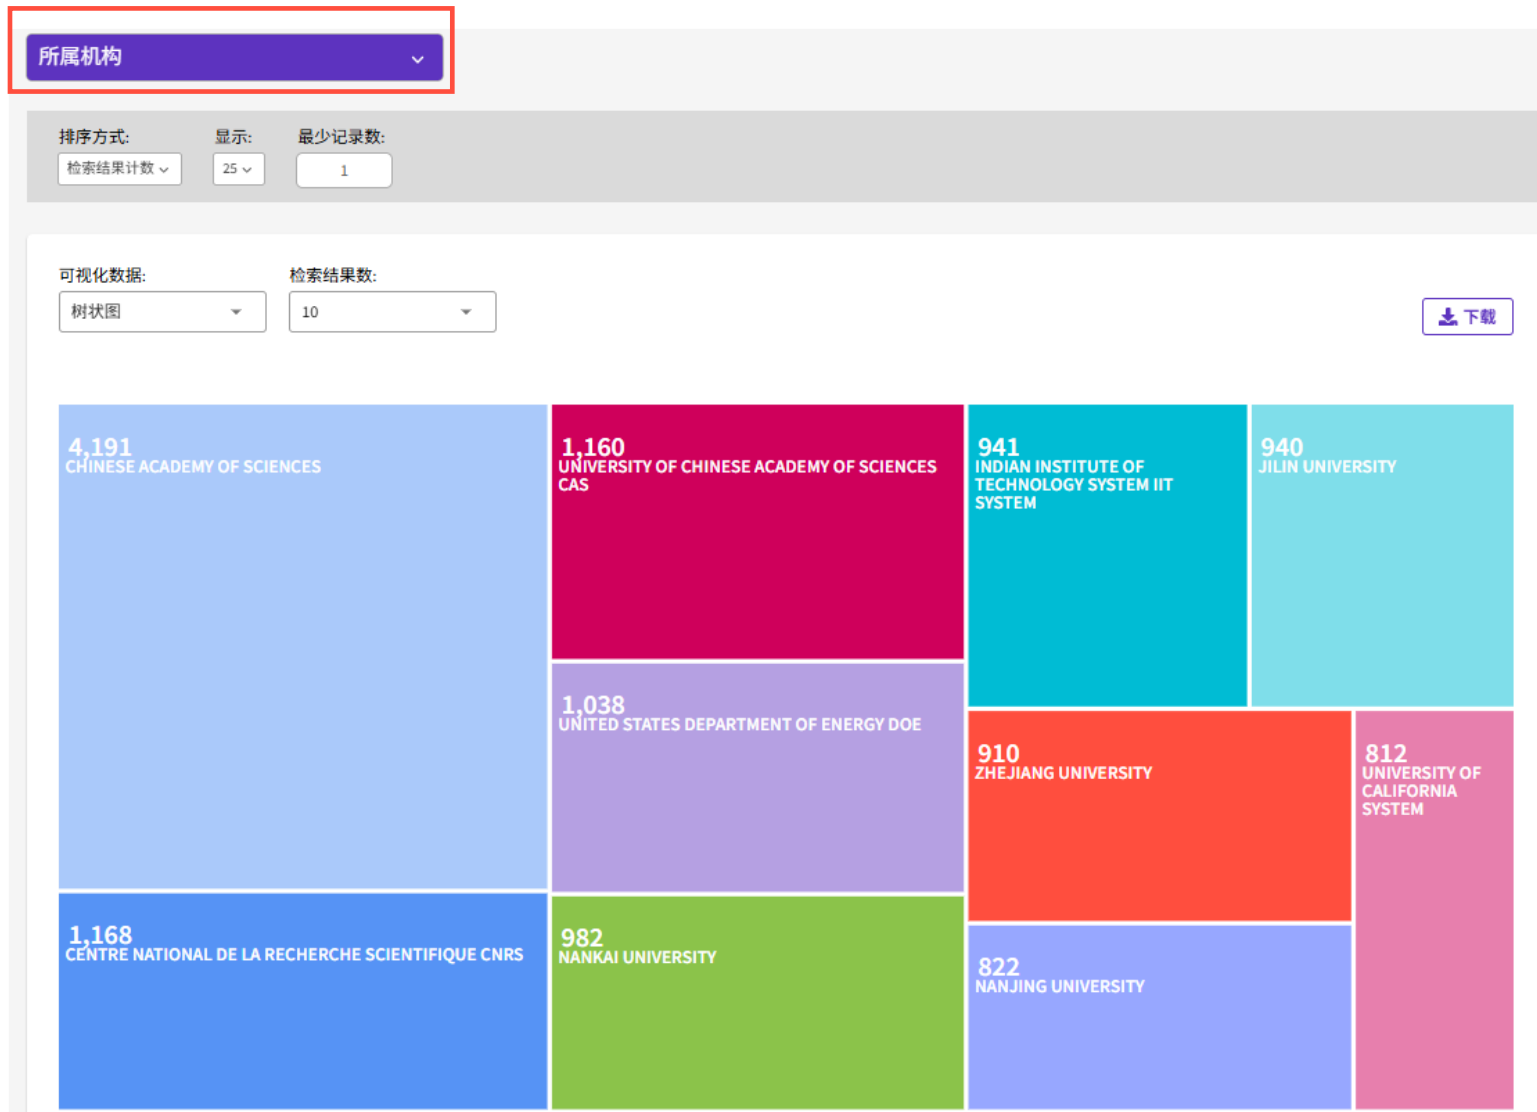 所属机构
排序方式:
显示:
最少记录数:
检索结果计数
25
1
可视化数据:
检索结果数:
树状图
10
下载
4,191
CHINESE ACADEMY OF SCIENCES
1,160
UNIVERSITY OF CHINESE ACADEMY OF SCIENCES
CAS
941
INDIAN INSTITUTE OF
TECHNOLOGY SYSTEM IIT
SYSTEM
940
JILIN UNIVERSITY
1,038
UNITED STATES DEPARTMENT OF ENERGY DOE
910
ZHEJIANG UNIVERSITY
812
UNIVERSITY OF
CALIFORNIA
SYSTEM
1,168
CENTRE NATIONAL DE LA RECHERCHE SCIENTIFIQUE CNRS
982
NANKAI UNIVERSITY
822
NANJING UNIVERSITY